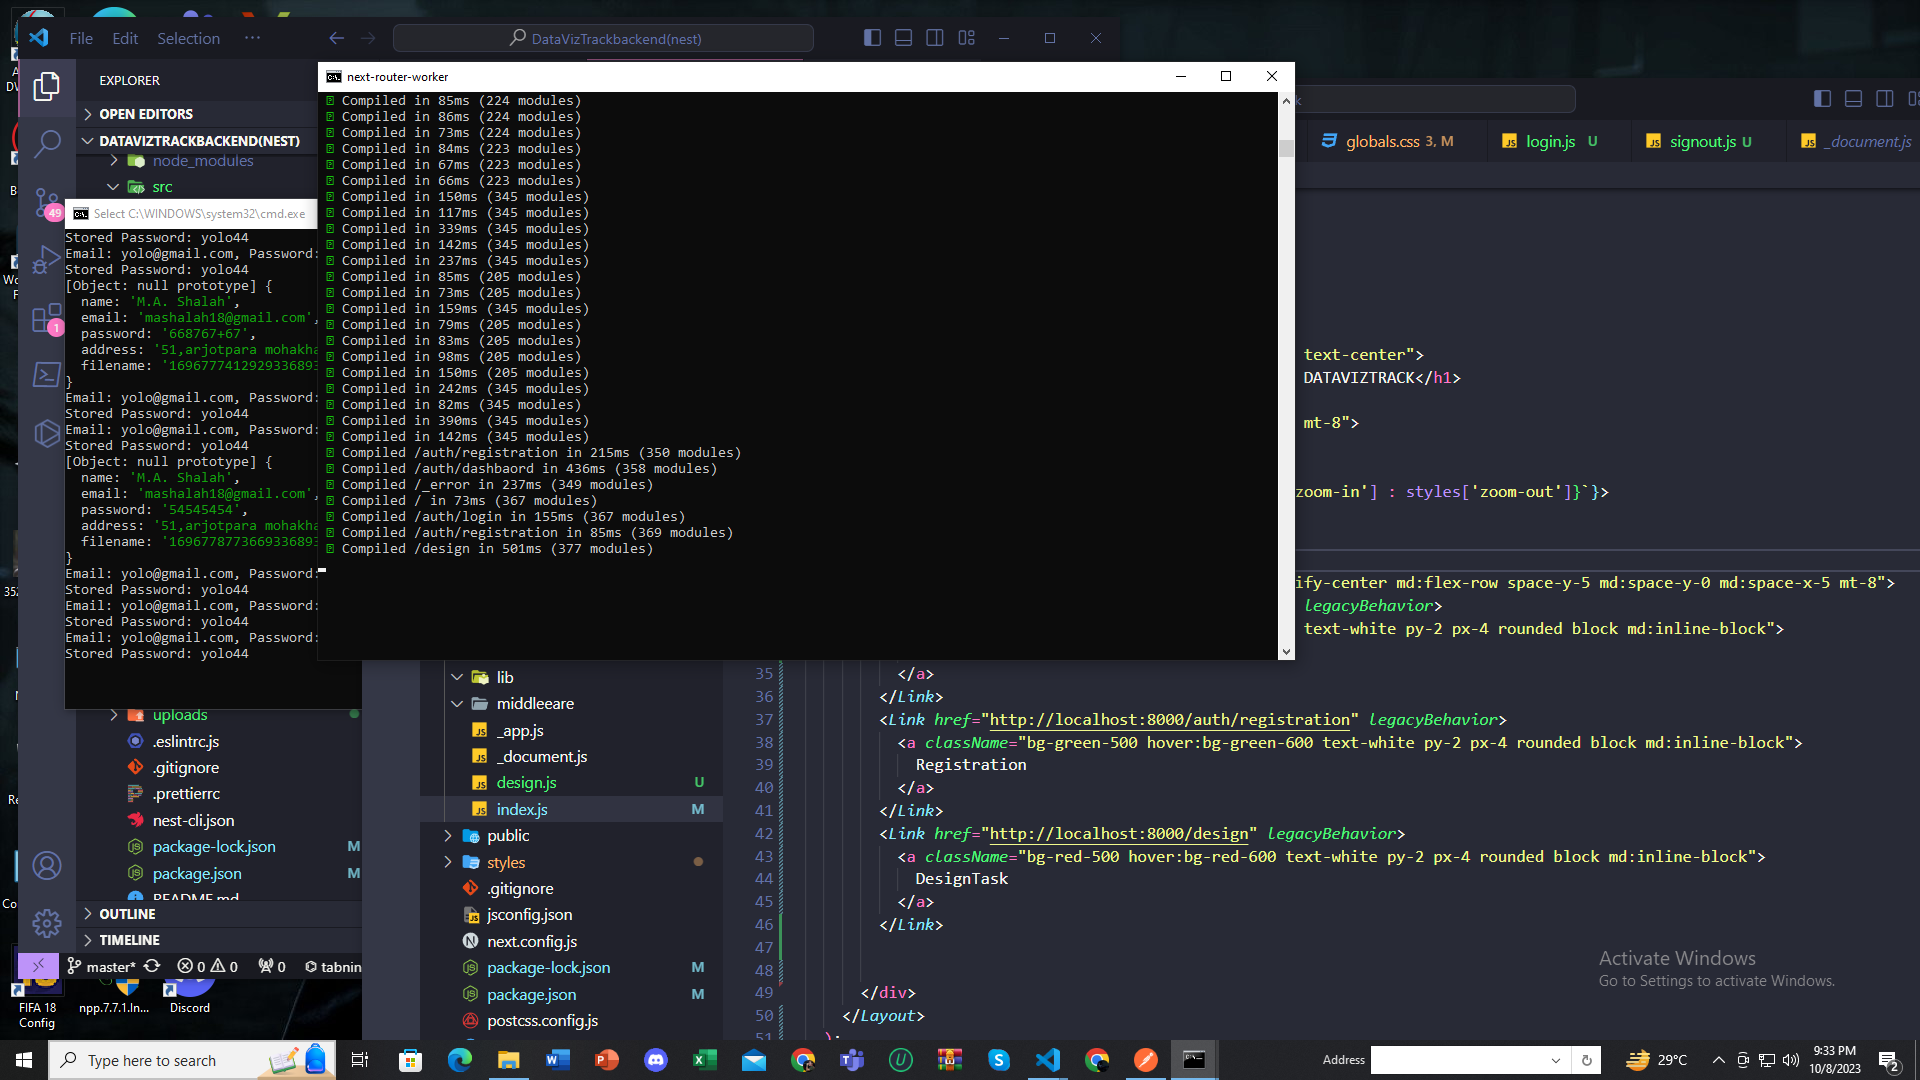 File Edit Selection ···
DataVizTrackbackend(nest)
EXPLORER
OPEN EDITORS
DATAVIZTRACKBACKEND(NEST)
node_modules
src
49
1
Select C:\WINDOWS\system32\cmd.exe
Stored Password: yolo44
Email: yolo@gmail.com, Password:
Stored Password: yolo44
[Object: null prototype] {
name: 'M.A. Shalah',
email: 'mashalah18@gmail.com',
password: '668767+67',
address: '51,arjotpara mohakha
filename: '1696777412929336893
}
Email: yolo@gmail.com, Password:
Stored Password: yolo44
Email: yolo@gmail.com, Password:
Stored Password: yolo44
[Object: null prototype] {
name: 'M.A. Shalah',
email: 'mashalah18@gmail.com',
password: '54545454',
address: '51,arjotpara mohakha
filename: '1696778773669336893
}
Email: yolo@gmail.com, Password:
Stored Password: yolo44
Email: yolo@gmail.com, Password:
Stored Password: yolo44
Email: yolo@gmail.com, Password:
Stored Password: yolo44
uploads
.eslintrc.js
.gitignore
.prettierrc
nest-cli.json
package-lock.json M
package.json M
README.md
OUTLINE
TIMELINE
master* 0 0 0 tabnin
next-router-worker
Compiled in 85ms (224 modules)
Compiled in 86ms (224 modules)
Compiled in 73ms (224 modules)
Compiled in 84ms (223 modules)
Compiled in 67ms (223 modules)
Compiled in 66ms (223 modules)
Compiled in 150ms (345 modules)
Compiled in 117ms (345 modules)
Compiled in 339ms (345 modules)
Compiled in 142ms (345 modules)
Compiled in 237ms (345 modules)
Compiled in 85ms (205 modules)
Compiled in 73ms (205 modules)
Compiled in 159ms (345 modules)
Compiled in 79ms (205 modules)
Compiled in 83ms (205 modules)
Compiled in 98ms (205 modules)
Compiled in 150ms (205 modules)
Compiled in 242ms (345 modules)
Compiled in 82ms (345 modules)
Compiled in 390ms (345 modules)
Compiled in 142ms (345 modules)
Compiled /auth/registration in 215ms (350 modules)
Compiled /auth/dashbaord in 436ms (358 modules)
Compiled /_error in 237ms (349 modules)
Compiled / in 73ms (367 modules)
Compiled /auth/login in 155ms (367 modules)
Compiled /auth/registration in 85ms (369 modules)
Compiled /design in 501ms (377 modules)
globals.css 3, M
login.js U
signout.js U
_document.js
text-center">
DATAVIZTRACK</h1>
mt-8">
zoom-in'] : styles['zoom-out']}`}>
ify-center md:flex-row space-y-5 md:space-y-0 md:space-x-5 mt-8">
legacyBehavior>
text-white py-2 px-4 rounded block md:inline-block">
lib
middleeare
_app.js
_document.js
design.js U
index.js M
public
styles
.gitignore
jsconfig.json
next.config.js
package-lock.json M
package.json M
postcss.config.js
35 </a>
36 </Link>
37 <Link href="http://localhost:8000/auth/registration" legacyBehavior>
38 <a className="bg-green-500 hover:bg-green-600 text-white py-2 px-4 rounded block md:inline-block">
39 Registration
40 </a>
41 </Link>
42 <Link href="http://localhost:8000/design" legacyBehavior>
43 <a className="bg-red-500 hover:bg-red-600 text-white py-2 px-4 rounded block md:inline-block">
44 DesignTask
45 </a>
46 </Link>
47
48
49 </div>
50 </Layout>
51 );
Activate Windows
Go to Settings to activate Windows.
FIFA 18
Config
npp.7.7.1.In...
Discord
Type here to search
Address
29°C
9:33 PM
10/8/2023
2